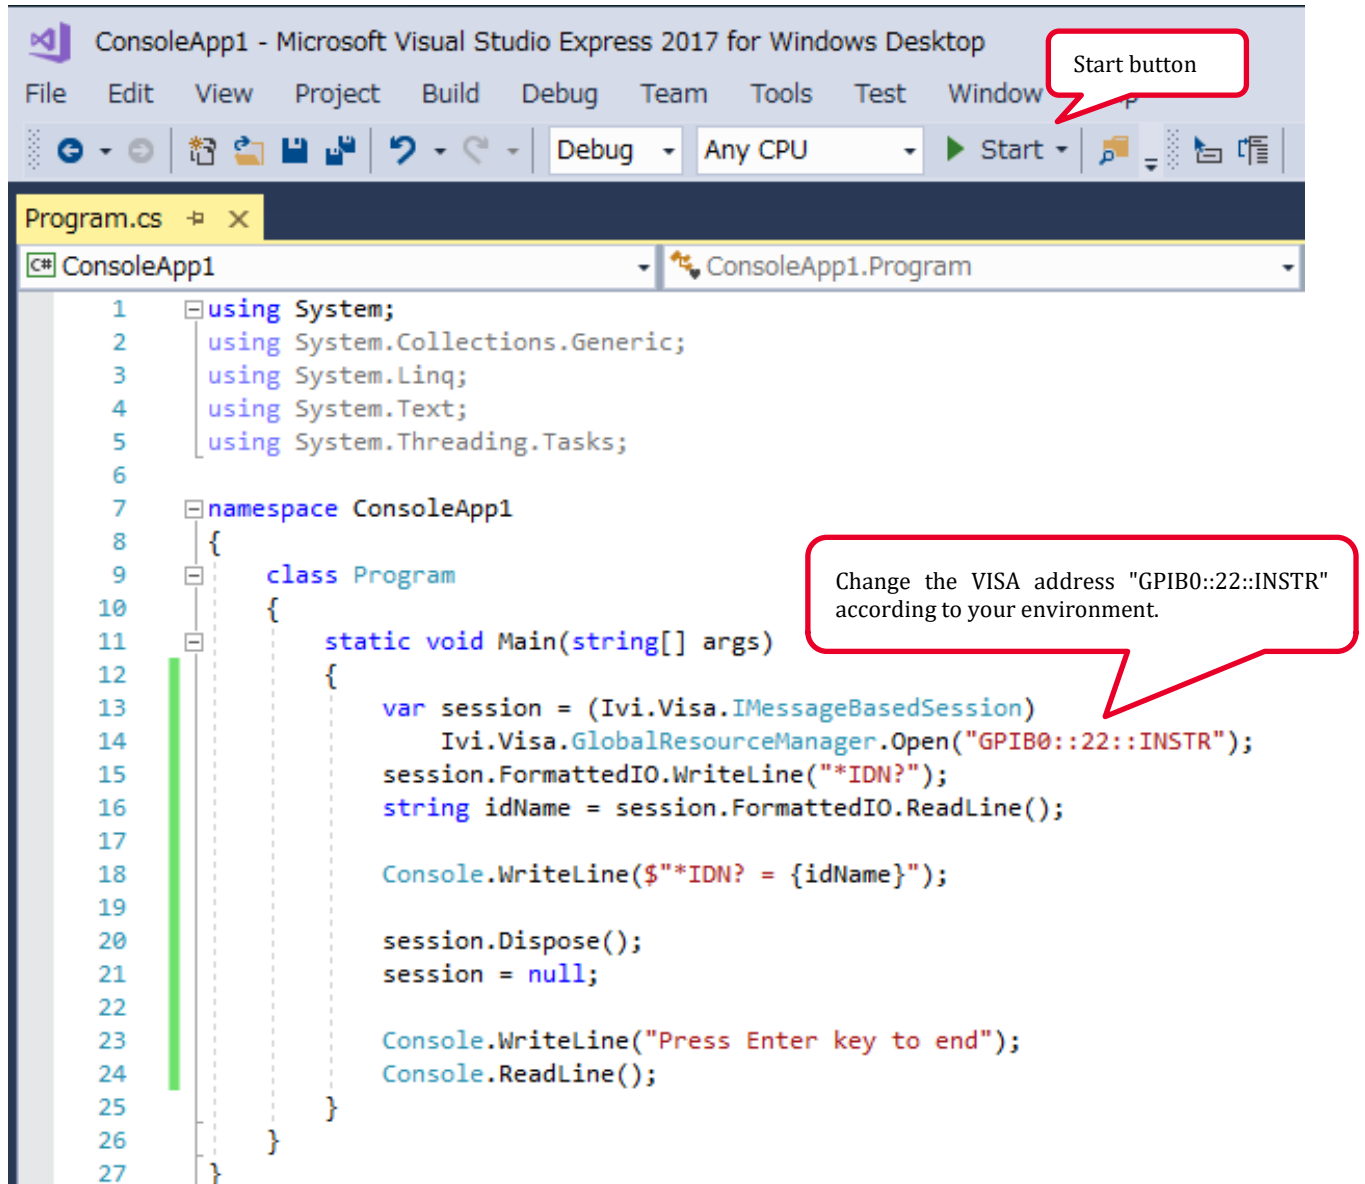 ConsoleApp1 - Microsoft Visual Studio Express 2017 for Windows Desktop
Start button
File Edit View Project Build Debug Team Tools Test Window
Debug Any CPU Start
Program.cs
C# ConsoleApp1 ConsoleApp1.Program
1 using System;
2 using System.Collections.Generic;
3 using System.Linq;
4 using System.Text;
5 using System.Threading.Tasks;
6
7 namespace ConsoleApp1
8 {
9 class Program
10 {
11 static void Main(string[] args)
12 {
13 var session = (Ivi.Visa.IMessageBasedSession)
14 Ivi.Visa.GlobalResourceManager.Open("GPIB0::22::INSTR");
15 session.FormattedIO.WriteLine("*IDN?");
16 string idName = session.FormattedIO.ReadLine();
17
18 Console.WriteLine($"*IDN? = {idName}");
19
20 session.Dispose();
21 session = null;
22
23 Console.WriteLine("Press Enter key to end");
24 Console.ReadLine();
25 }
26 }
27 }
Change the VISA address "GPIB0::22::INSTR"
according to your environment.